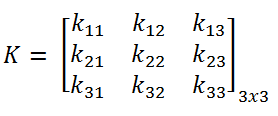 k₁₁ k₁₂ k₁₃
K = k₂₁ k₂₂ k₂₃
k₃₁ k₃₂ k₃₃ 3x3